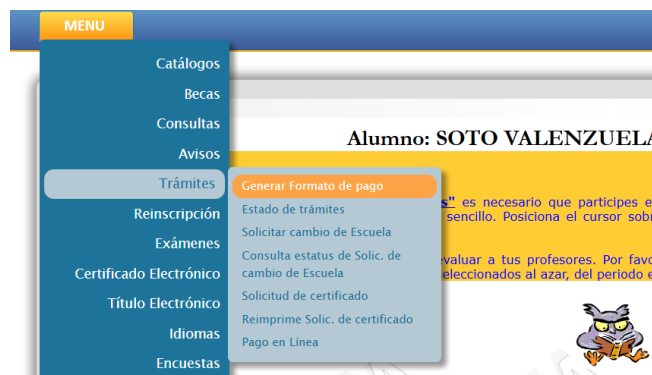 MENU
Catálogos
Becas
Consultas
Avisos
Trámites
Reinscripción
Exámenes
Certificado Electrónico
Título Electrónico
Idiomas
Encuestas
Generar Formato de pago
Estado de trámites
Solicitar cambio de Escuela
Consulta estatus de Solic. de
cambio de Escuela
Solicitud de certificado
Reimprime Solic. de certificado
Pago en Línea
Alumno: SOTO VALENZUELA
s" es necesario que participes e
sencillo. Posiciona el cursor sob
evaluar a tus profesores. Por favo
seleccionados al azar, del periodo e